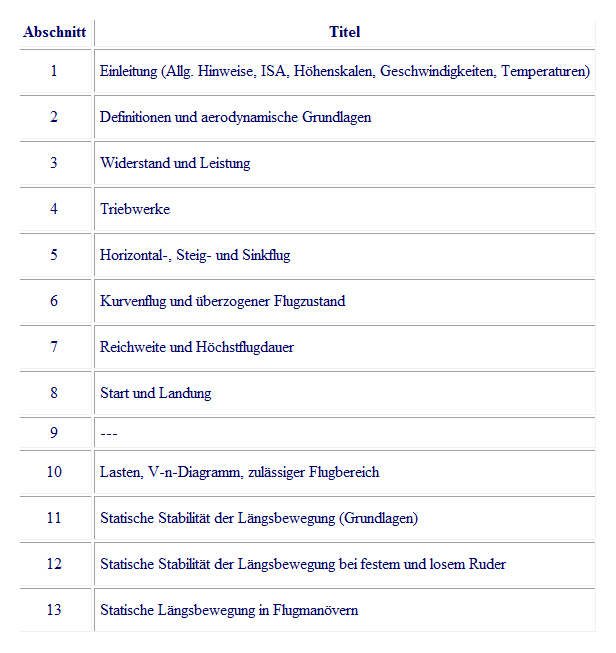 Abschnitt Titel
1 Einleitung (Allg. Hinweise, ISA, Höhenskalen, Geschwindigkeiten, Temperaturen)
2 Definitionen und aerodynamische Grundlagen
3 Widerstand und Leistung
4 Triebwerke
5 Horizontal-, Steig- und Sinkflug
6 Kurvenflug und überzogener Flugzustand
7 Reichweite und Höchstflugdauer
8 Start und Landung
9 ---
10 Lasten, V-n-Diagramm, zulässiger Flugbereich
11 Statische Stabilität der Längsbewegung (Grundlagen)
12 Statische Stabilität der Längsbewegung bei festem und losem Ruder
13 Statische Längsbewegung in Flugmanövern